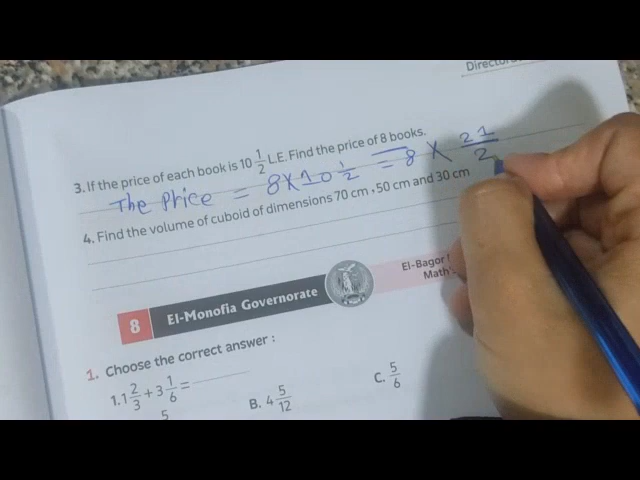 3. If the price of each book is 10 1/2 L.E. Find the price of 8 books.
The Price = 8 × 10 1/2 = 8 × 21/2
4. Find the volume of cuboid of dimensions 70 cm , 50 cm and 30 cm
8 El-Monofia Governorate
El-Bagor
Math's
1. Choose the correct answer :
1. 1 2/3 + 3 1/6 =
5
B. 4 5/12
C. 5/6